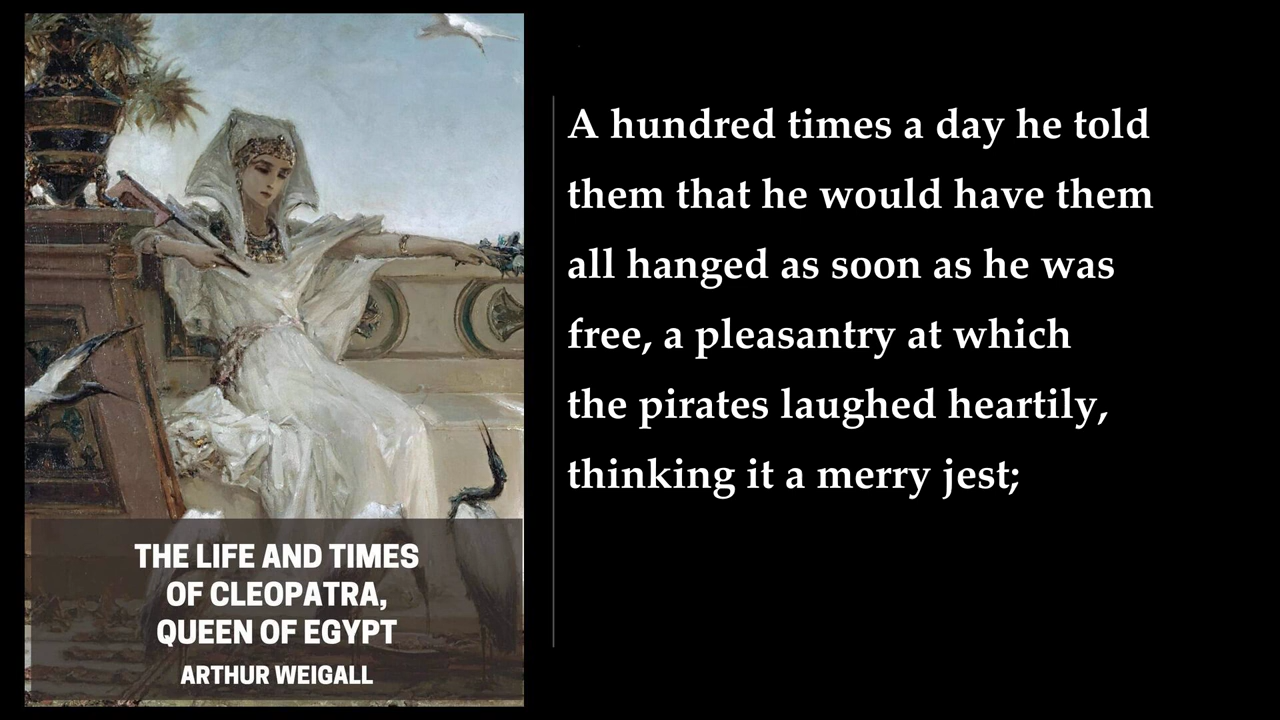 A hundred times a day he told
them that he would have them
all hanged as soon as he was
free, a pleasantry at which
the pirates laughed heartily,
thinking it a merry jest;
THE LIFE AND TIMES
OF CLEOPATRA,
QUEEN OF EGYPT
ARTHUR WEIGALL